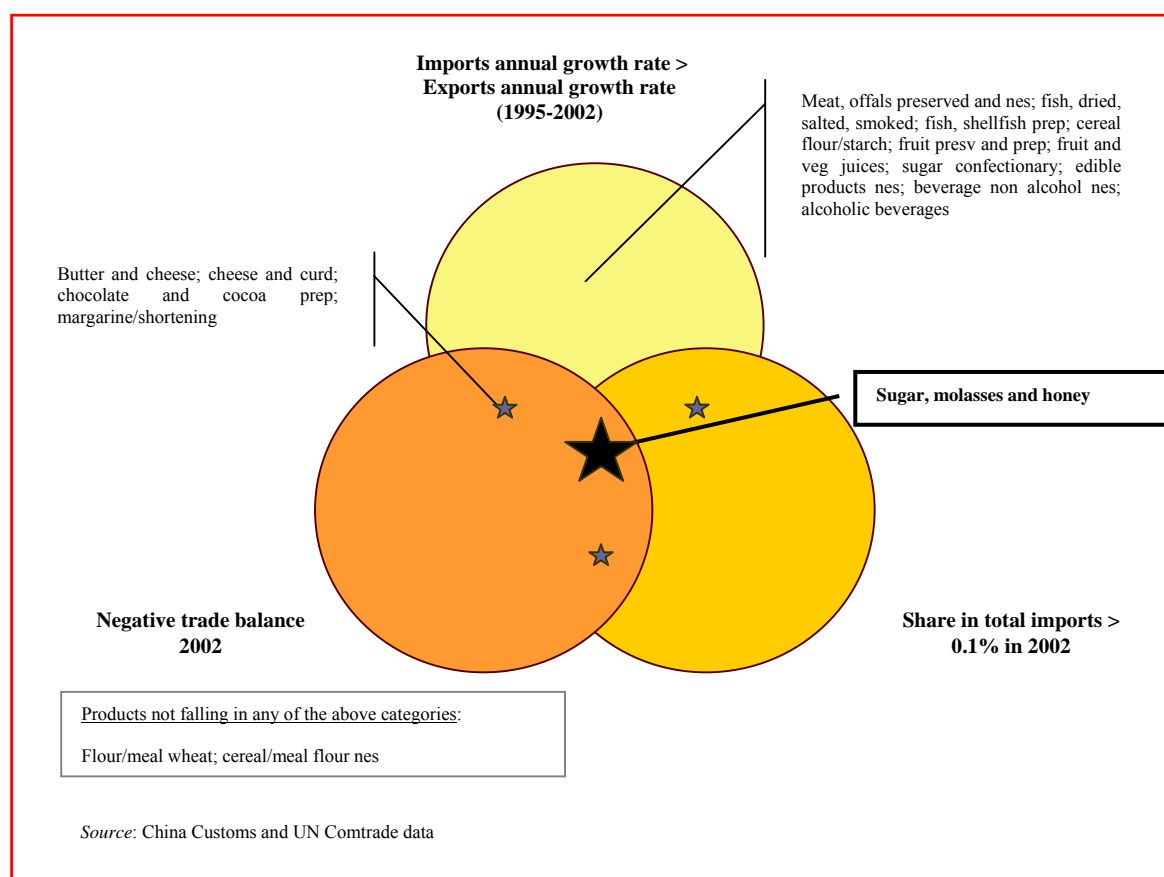 Imports annual growth rate >
Exports annual growth rate
(1995-2002)
Meat, offals preserved and nes; fish, dried,
salted, smoked; fish, shellfish prep; cereal
flour/starch; fruit presv and prep; fruit and
veg juices; sugar confectionary; edible
products nes; beverage non alcohol nes;
alcoholic beverages
Butter and cheese; cheese and curd;
chocolate and cocoa prep;
margarine/shortening
Sugar, molasses and honey
Negative trade balance
2002
Share in total imports >
0.1% in 2002
Products not falling in any of the above categories:
Flour/meal wheat; cereal/meal flour nes
Source: China Customs and UN Comtrade data